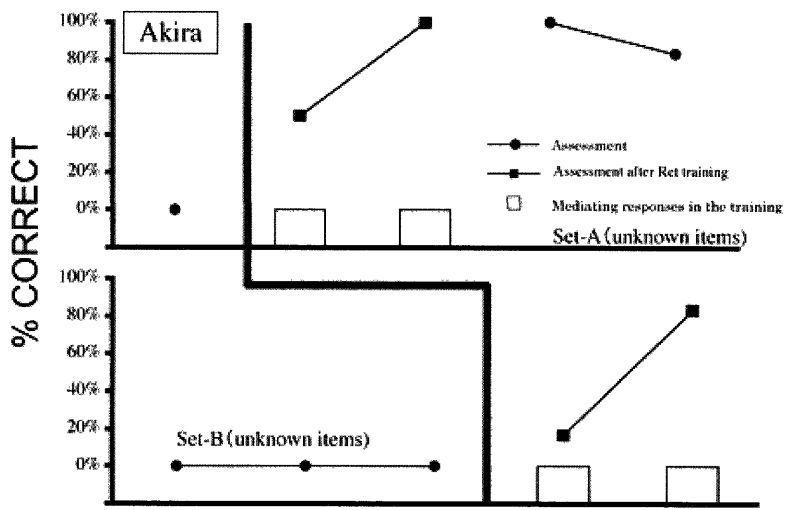 Akira
100%
80%
60%
40%
20%
0%
Assessment
Assessment after Ret training
Mediating responses in the training
Set-A (unknown items)
% CORRECT
100%
80%
60%
40%
20%
0%
Set-B (unknown items)